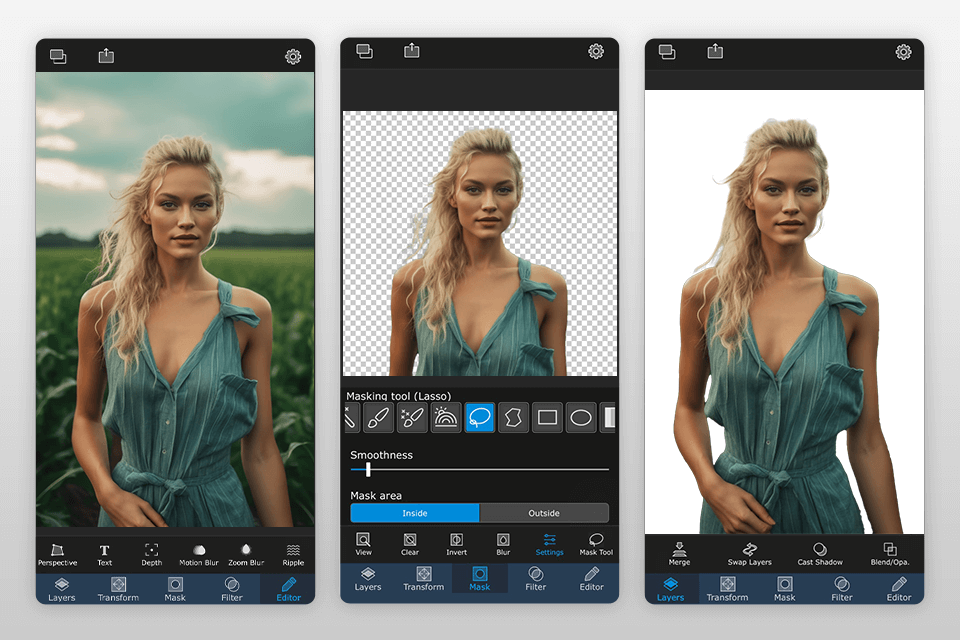 Perspective Text Depth Motion Blur Zoom Blur Ripple
Layers Transform Mask Filter Editor
Masking tool (Lasso)
Smoothness
Mask area
Inside Outside
View Clear Invert Blur Settings Mask Tool
Layers Transform Mask Filter Editor
Merge Swap Layers Cast Shadow Blend/Opa.
Layers Transform Mask Filter Editor